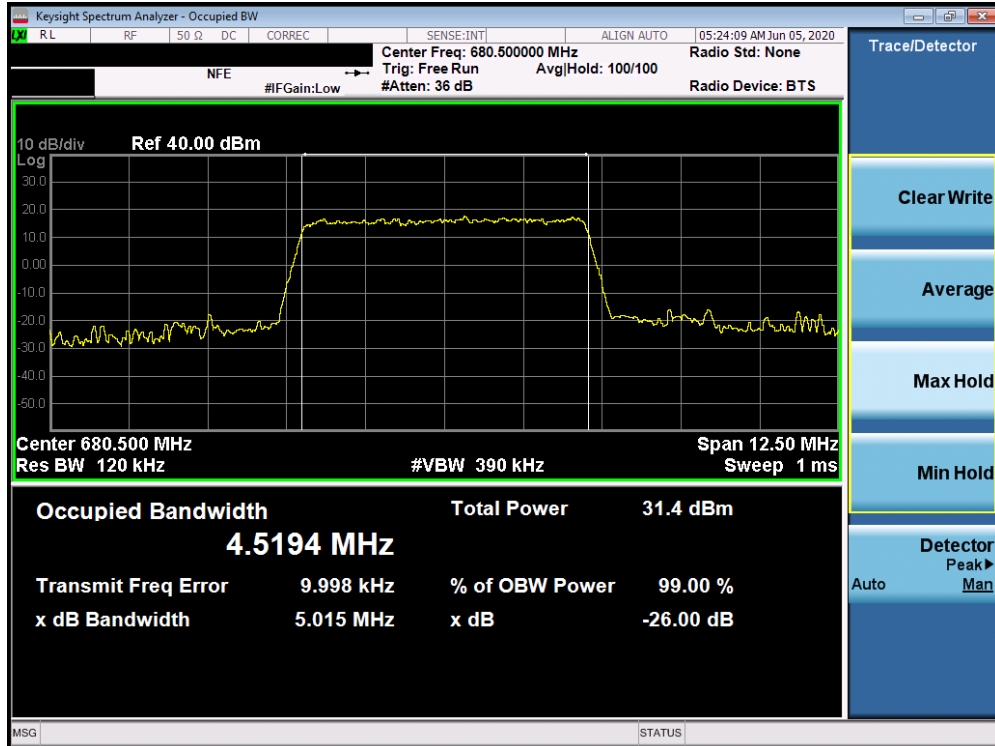 Keysight Spectrum Analyzer - Occupied BW
LXI RL RF 50 Ω DC CORREC SENSE:INT ALIGN AUTO 05:24:09 AM Jun 05, 2020
Center Freq: 680.500000 MHz Radio Std: None
NFE Trig: Free Run Avg|Hold: 100/100
#IFGain:Low #Atten: 36 dB Radio Device: BTS
10 dB/div Ref 40.00 dBm
Log
30.0
20.0
10.0
0.00
-10.0
-20.0
-30.0
-40.0
-50.0
Center 680.500 MHz Span 12.50 MHz
Res BW 120 kHz #VBW 390 kHz Sweep 1 ms
Occupied Bandwidth Total Power 31.4 dBm
4.5194 MHz
Transmit Freq Error 9.998 kHz % of OBW Power 99.00 %
x dB Bandwidth 5.015 MHz x dB -26.00 dB
MSG STATUS
Trace/Detector
Clear Write
Average
Max Hold
Min Hold
Detector
Peak▶
Auto Man